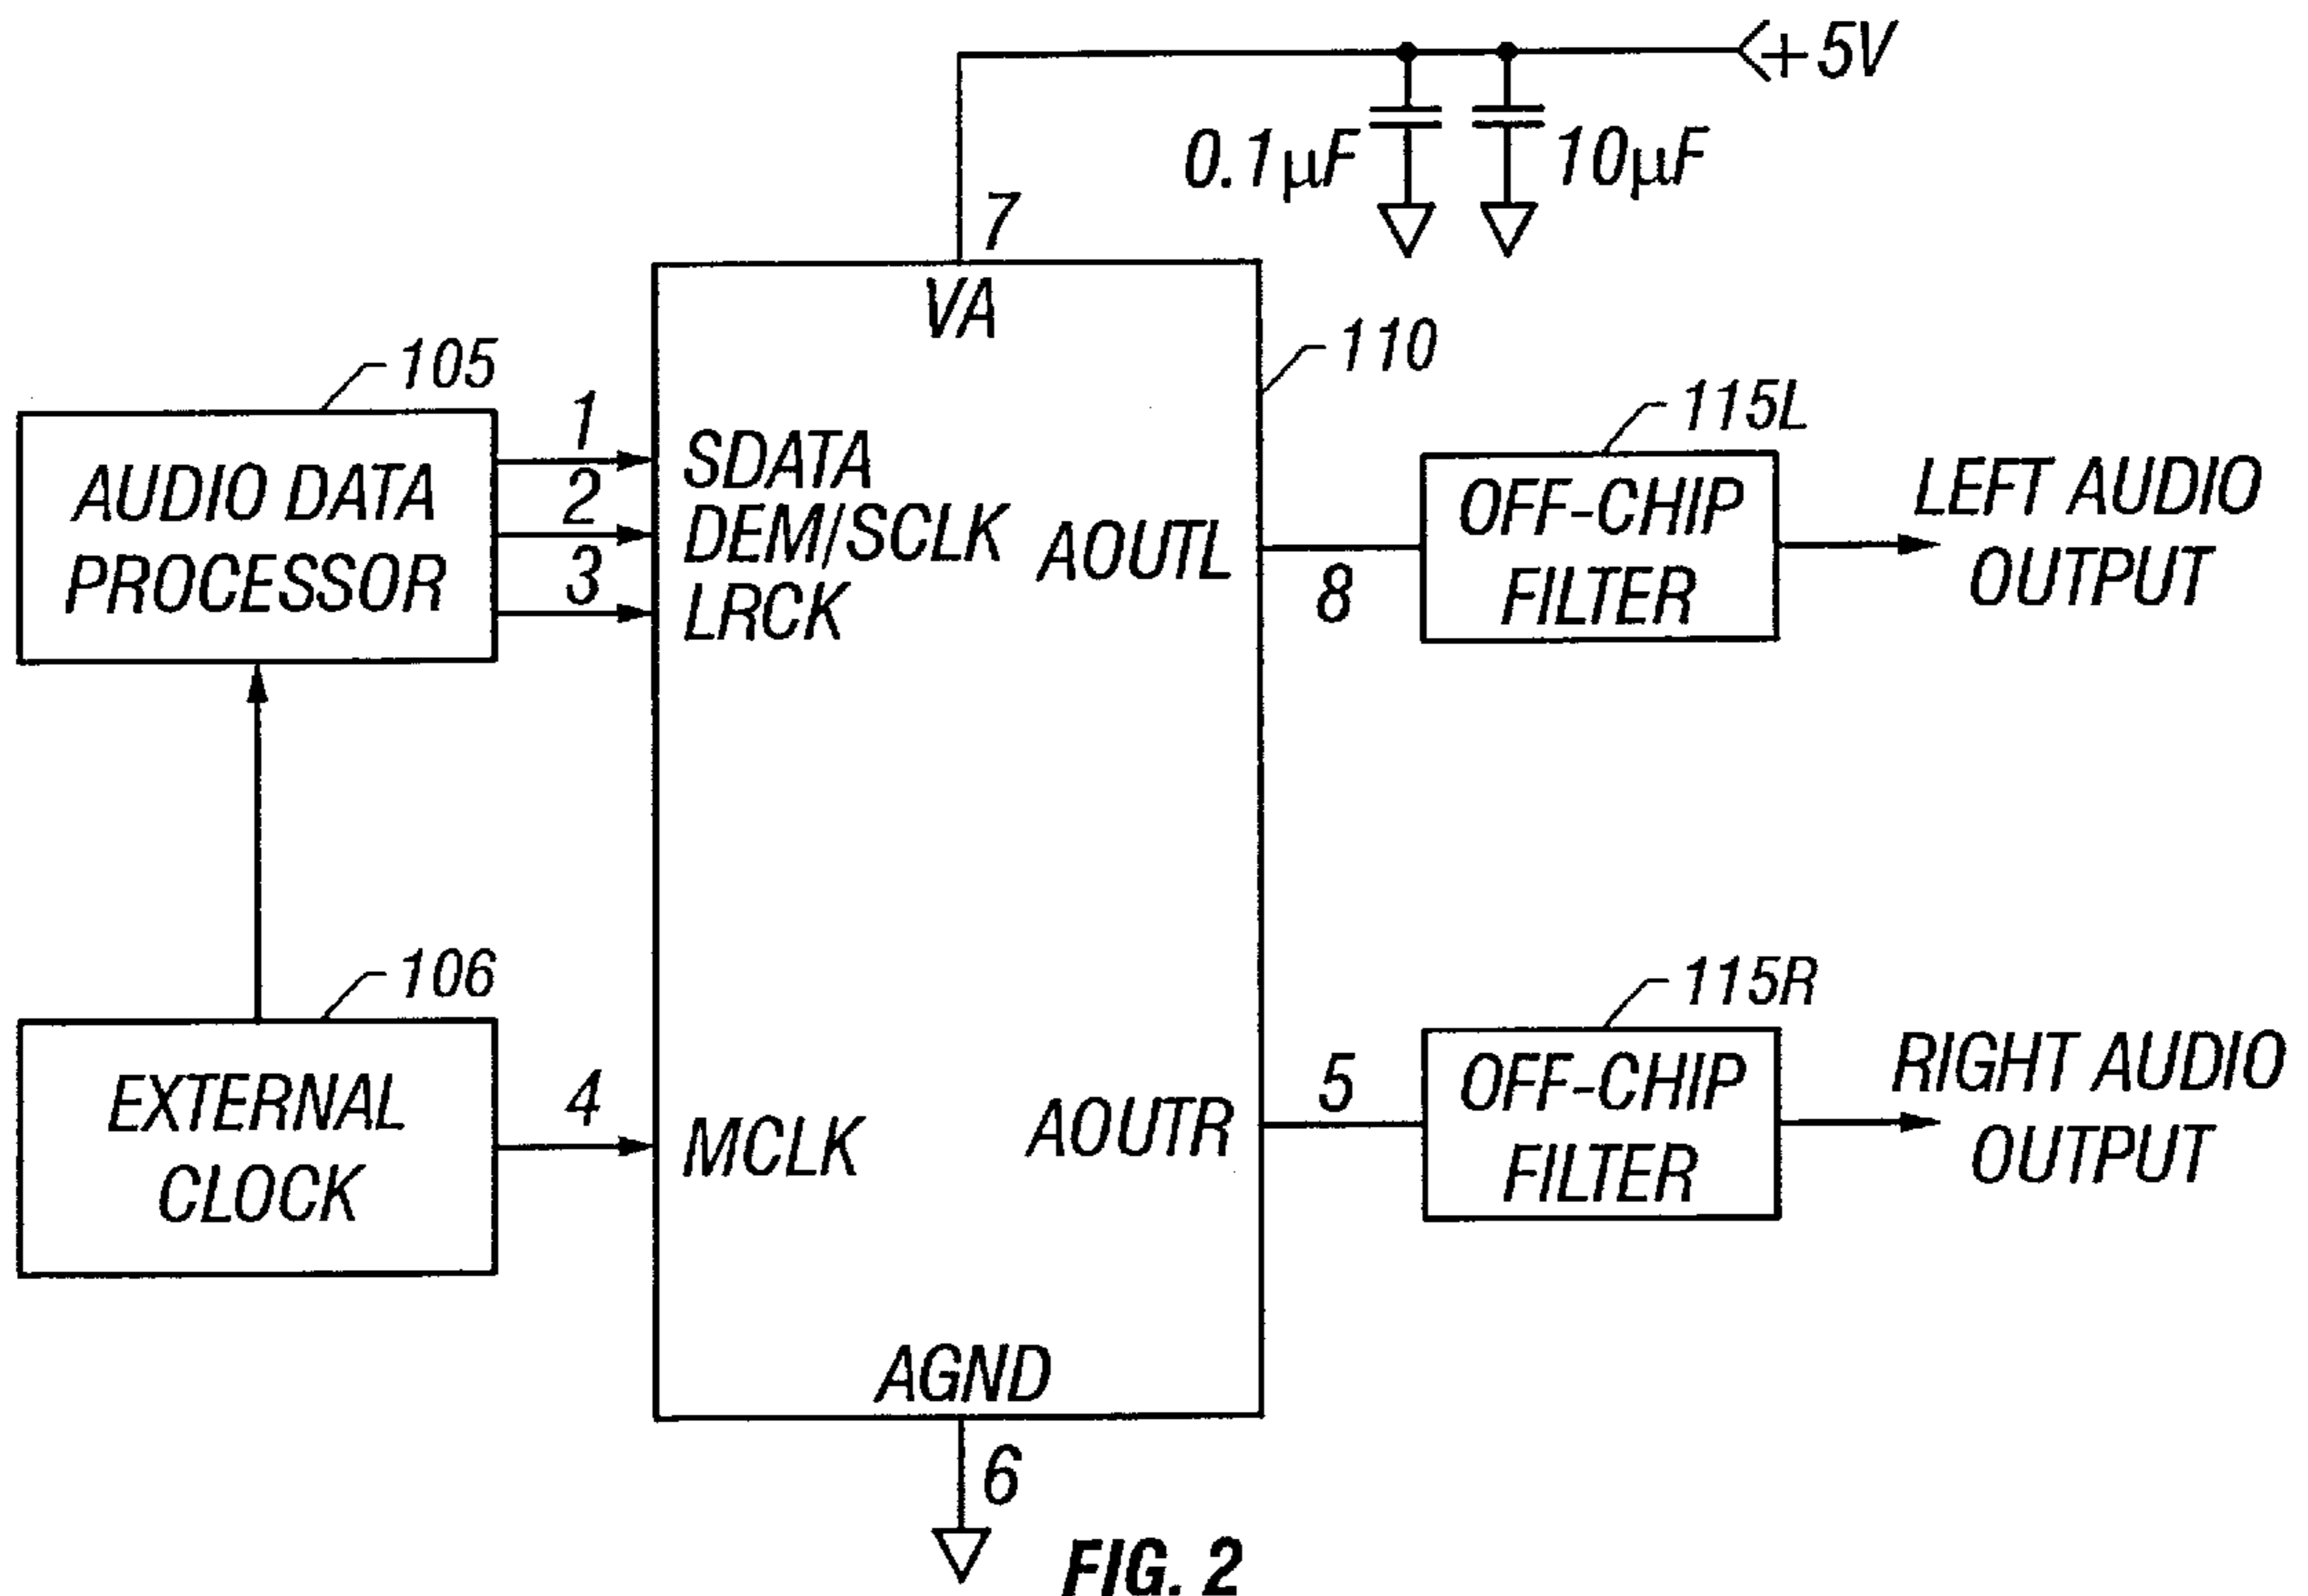 +5V
0.1µF
10µF
7
VA
110
105
1
SDATA
115L
AUDIO DATA
PROCESSOR
2
DEM/SCLK
3
LRCK
AOUTL
8
OFF-CHIP
FILTER
LEFT AUDIO
OUTPUT
106
115R
EXTERNAL
CLOCK
4
MCLK
AOUTR
5
OFF-CHIP
FILTER
RIGHT AUDIO
OUTPUT
AGND
6
FIG. 2